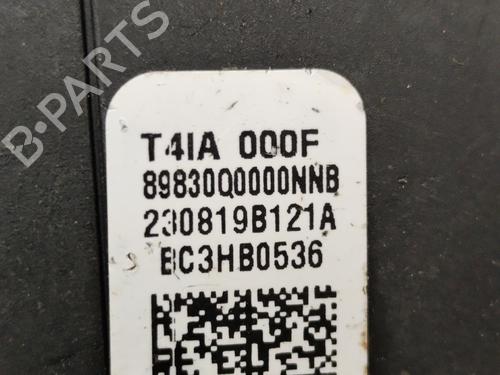 B-PARTS
T4IA 000F
89830Q0000NNB
230819B121A
BC3HB0536